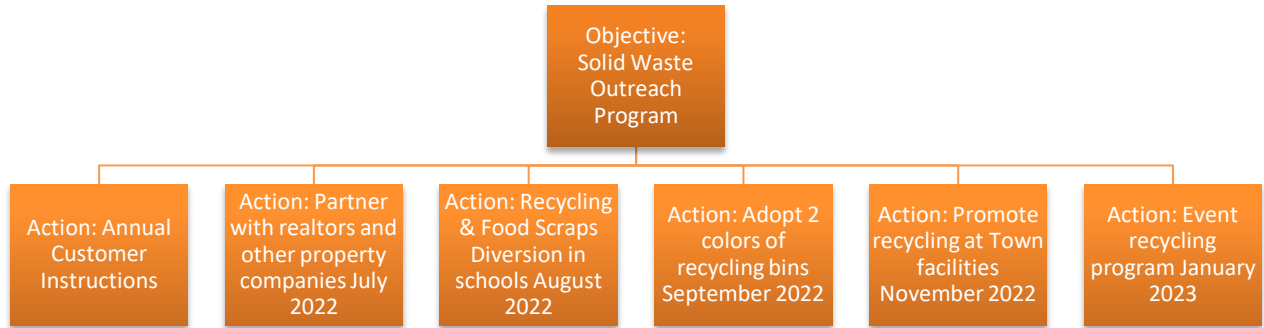 Objective:
Solid Waste
Outreach
Program
Action: Annual
Customer
Instructions
Action: Partner
with realtors and
other property
companies July
2022
Action: Recycling
& Food Scraps
Diversion in
schools August
2022
Action: Adopt 2
colors of
recycling bins
September 2022
Action: Promote
recycling at Town
facilities
November 2022
Action: Event
recycling
program January
2023